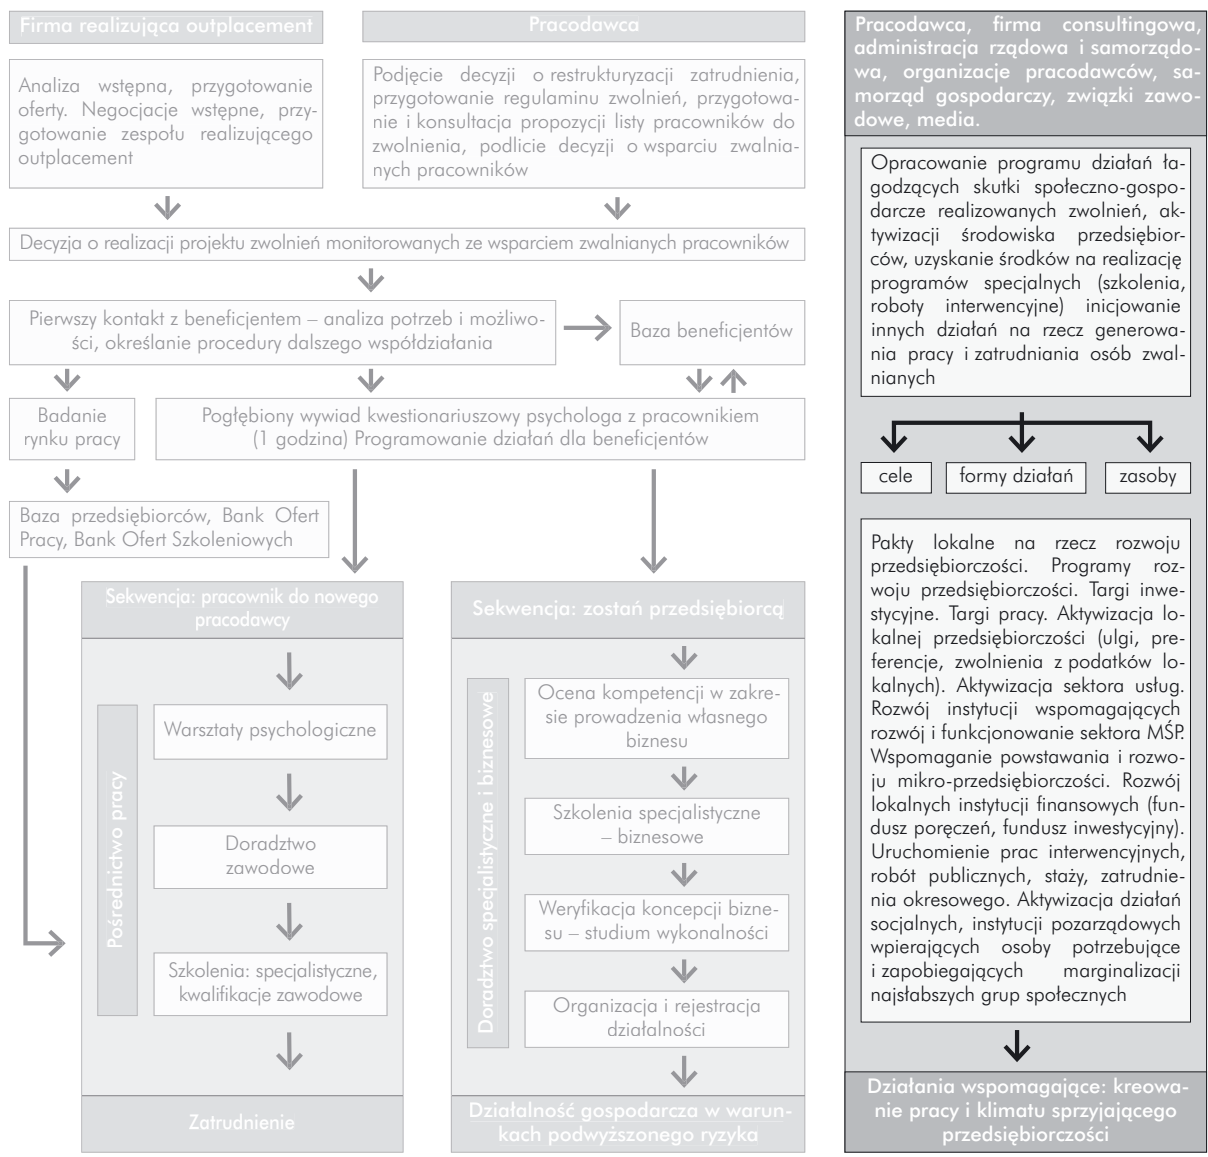 Firma realizująca outplacement
Analiza wstępna, przygotowanie
oferty. Negocjacje wstępne, przy-
gotowanie zespołu realizującego
outplacement
Pracodawca
Podjęcie decyzji o restrukturyzacji zatrudnienia,
przygotowanie regulaminu zwolnień, przygotowa-
nie i konsultacja propozycji listy pracowników do
zwolnienia, podlicie decyzji o wsparciu zwalnia-
nych pracowników
Decyzja o realizacji projektu zwolnień monitorowanych ze wsparciem zwalnianych pracowników
Pierwszy kontakt z beneficjentem – analiza potrzeb i możliwo-
ści, określanie procedury dalszego współdziałania
Baza beneficjentów
Badanie
rynku pracy
Pogłębiony wywiad kwestionariuszowy psychologa z pracownikiem
(1 godzina) Programowanie działań dla beneficjentów
Baza przedsiębiorców, Bank Ofert
Pracy, Bank Ofert Szkoleniowych
Sekwencja: pracownik do nowego
pracodawcy
Pośrednictwo pracy
Warsztaty psychologiczne
Doradztwo
zawodowe
Szkolenia: specjalistyczne,
kwalifikacje zawodowe
Zatrudnienie
Sekwencja: zostań przedsiębiorcą
Doradztwo specjalistyczne i biznesowe
Ocena kompetencji w zakre-
sie prowadzenia własnego
biznesu
Szkolenia specjalistyczne
– biznesowe
Weryfikacja koncepcji bizne-
su – studium wykonalności
Organizacja i rejestracja
działalności
Działalność gospodarcza w warun-
kach podwyższonego ryzyka
Pracodawca, firma consultingowa,
administracja rządowa i samorządo-
wa, organizacje pracodawców, sa-
morząd gospodarczy, związki zawo-
dowe, media.
Opracowanie programu działań ła-
godzących skutki społeczno-gospo-
darcze realizowanych zwolnień, ak-
tywizacji środowiska przedsiębior-
ców, uzyskanie środków na realizację
programów specjalnych (szkolenia,
roboty interwencyjne) inicjowanie
innych działań na rzecz generowa-
nia pracy i zatrudniania osób zwal-
nianych
cele
formy działań
zasoby
Pakty lokalne na rzecz rozwoju
przedsiębiorczości. Programy roz-
woju przedsiębiorczości. Targi inwe-
stycyjne. Targi pracy. Aktywizacja lo-
kalnej przedsiębiorczości (ulgi, pre-
ferencje, zwolnienia z podatków lo-
kalnych). Aktywizacja sektora usług.
Rozwój instytucji wspomagających
rozwój i funkcjonowanie sektora MŚP.
Wspomaganie powstawania i rozwo-
ju mikro-przedsiębiorczości. Rozwój
lokalnych instytucji finansowych (fun-
dusz poręczeń, fundusz inwestycyjny).
Uruchomienie prac interwencyjnych,
robót publicznych, staży, zatrudnie-
nia okresowego. Aktywizacja działań
socjalnych, instytucji pozarządowych
wpierających osoby potrzebujące
i zapobiegających marginalizacji
najsłabszych grup społecznych
Działania wspomagające: kreowa-
nie pracy i klimatu sprzyjającego
przedsiębiorczości